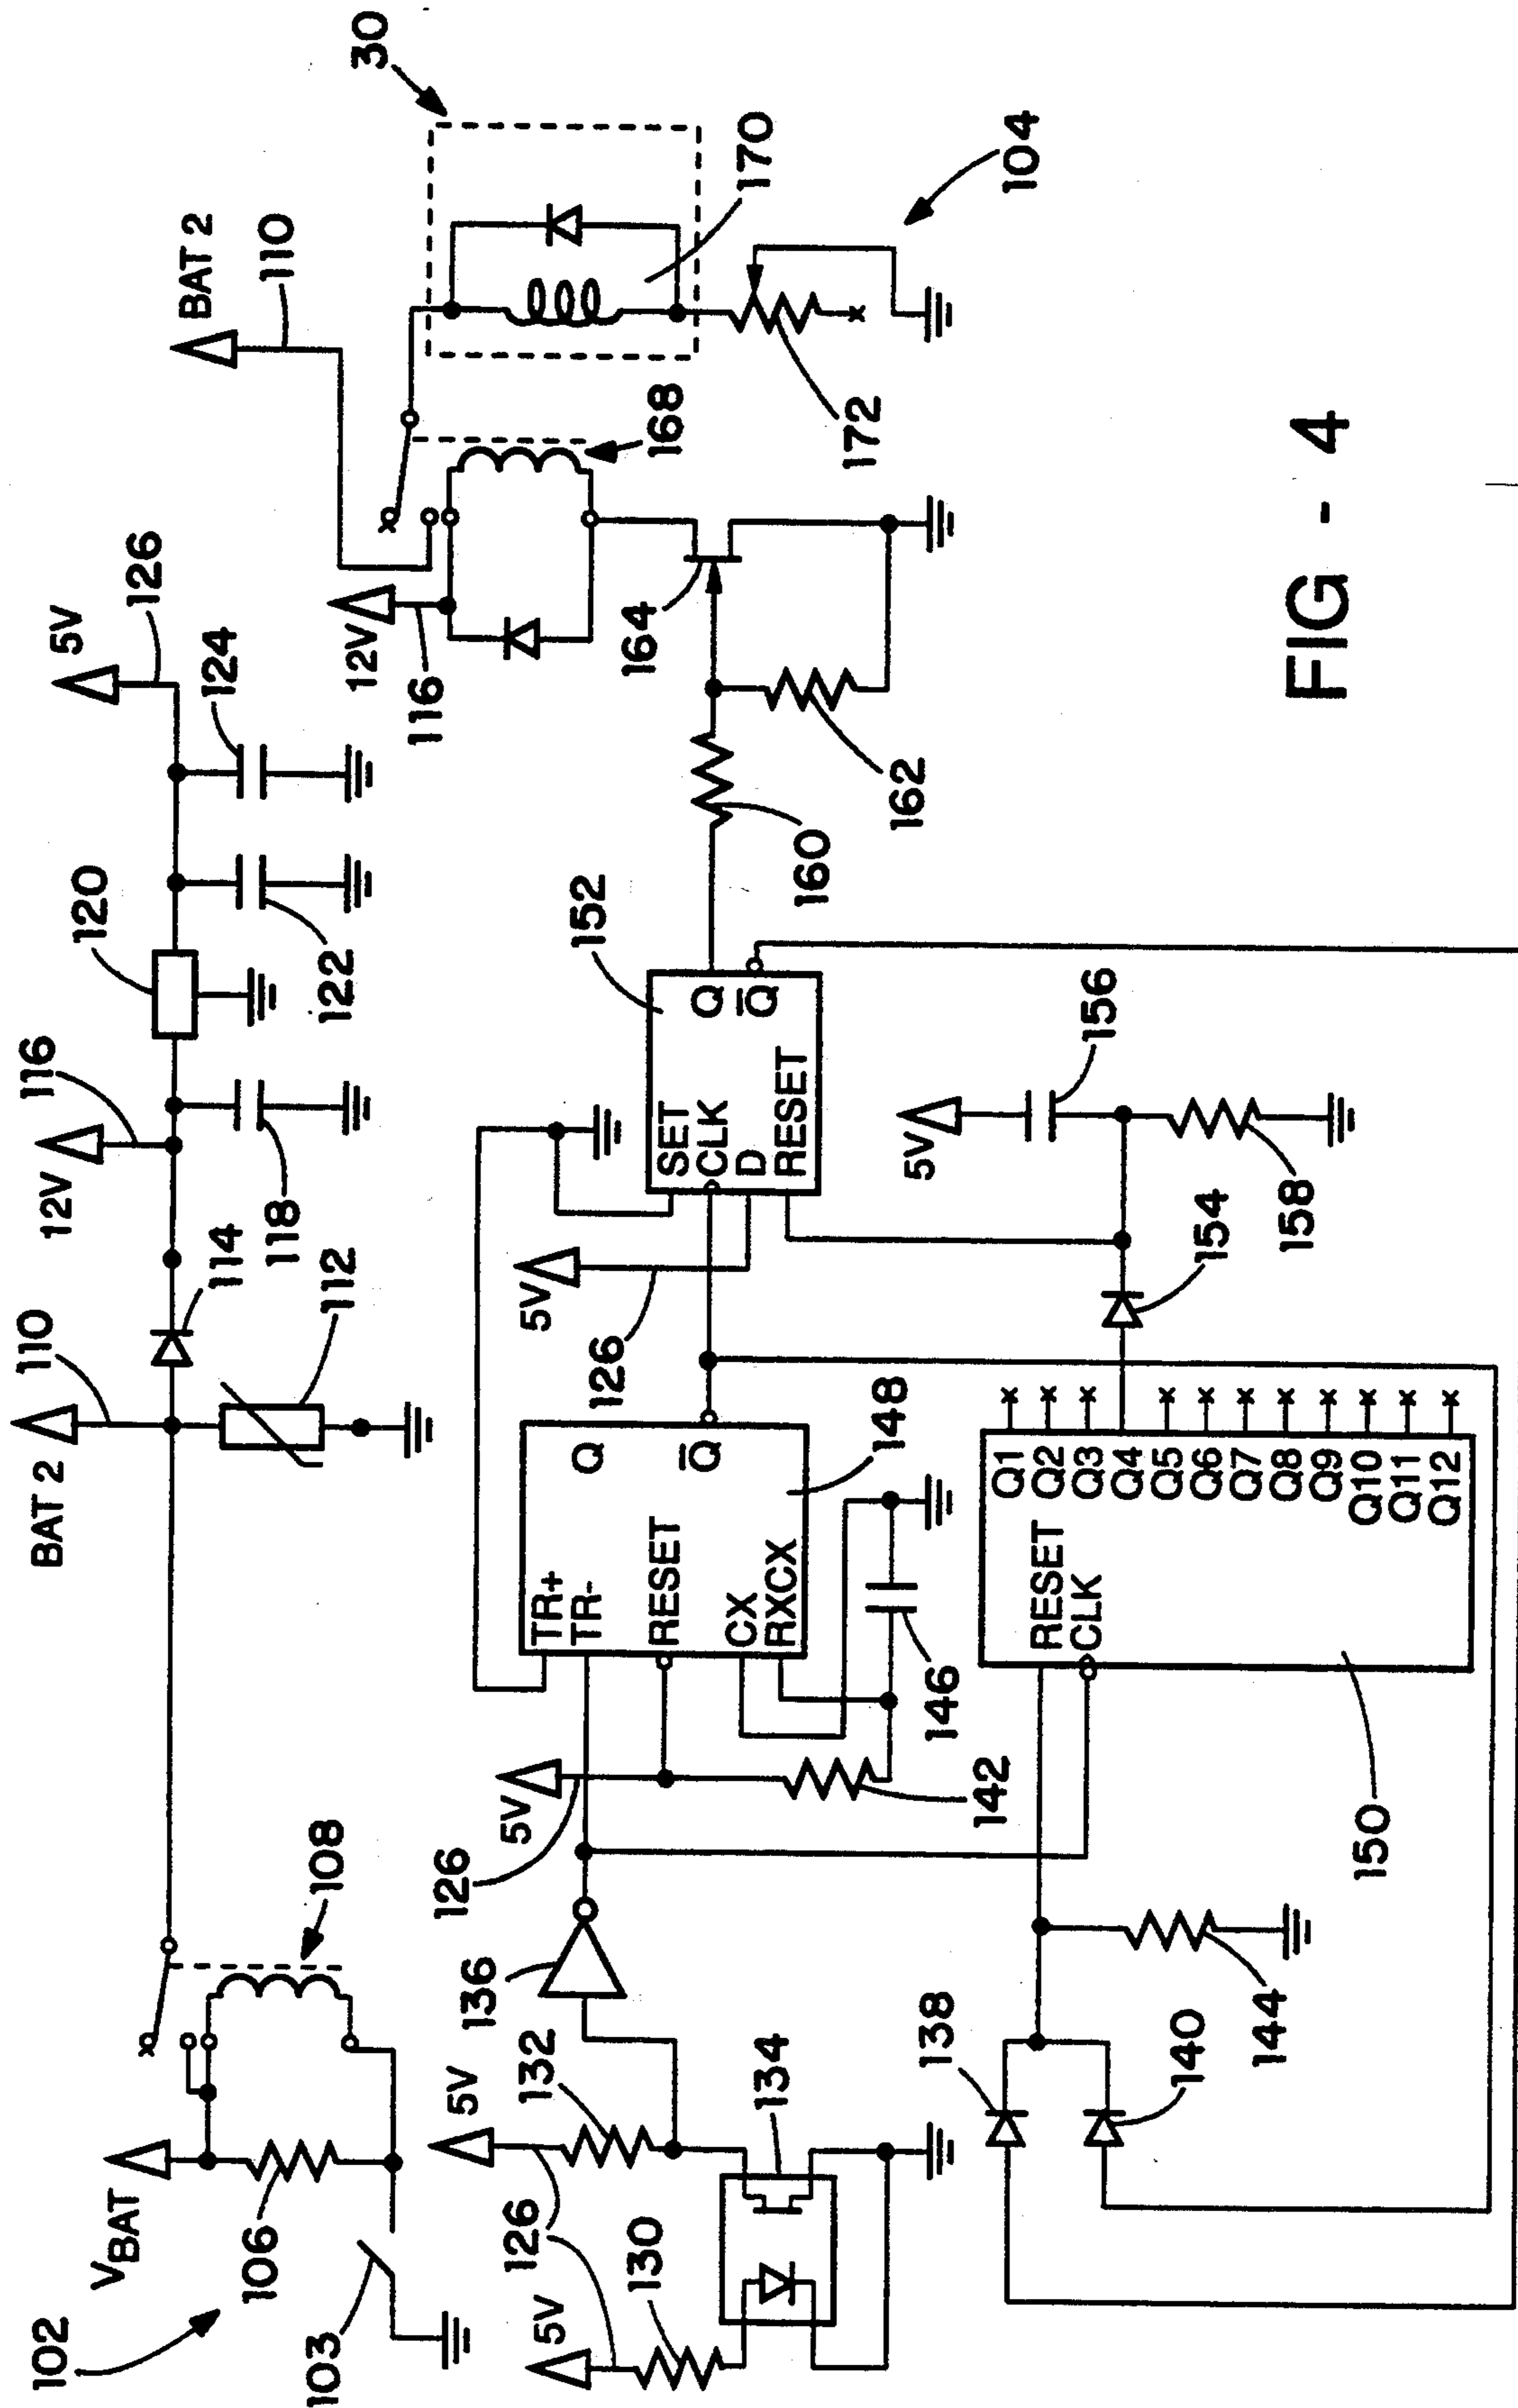 102
VBAT
106
103
108
BAT 2
110
114
112
12V
116
118
120
122
124
5V
126
5V
126
130
5V
132
134
136
126
5V
142
TR+
TR-
RESET
CX
RXCX
Q
Q̅
146
148
138
140
144
RESET
CLK
Q1
Q2
Q3
Q4
Q5
Q6
Q7
Q8
Q9
Q10
Q11
Q12
150
5V
126
SET
CLK
D
RESET
Q
Q̅
152
154
5V
156
158
160
162
164
12V
116
168
BAT 2
110
30
170
172
104
FIG - 4